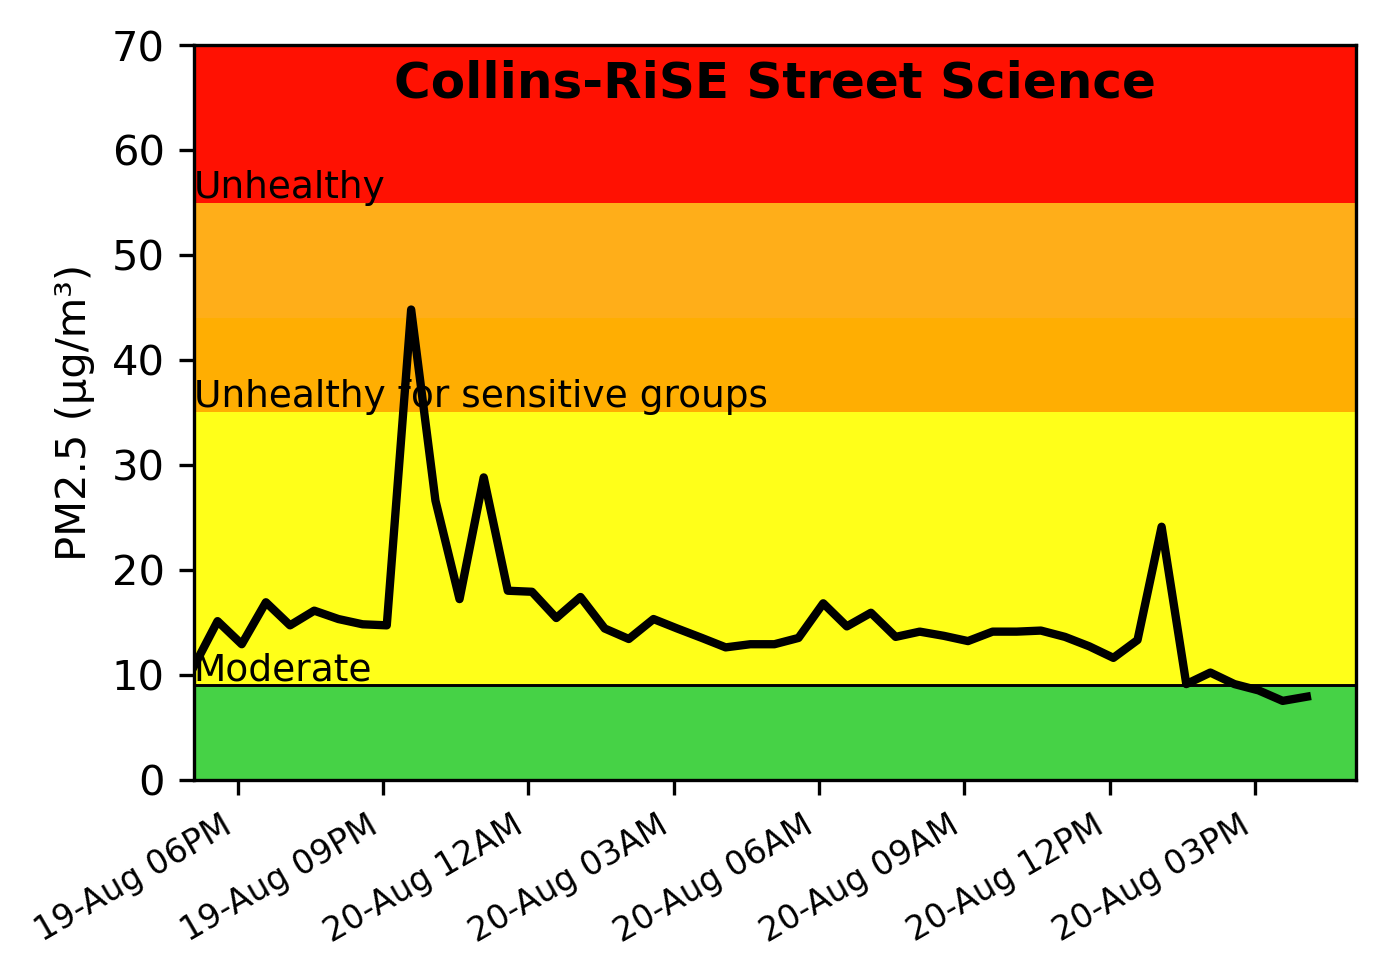 Collins-RiSE Street Science
70
60
Unhealthy
50
40
Unhealthy for sensitive groups
30
20
Moderate
10
0
PM2.5 (μg/m³)
19-Aug 06PM
19-Aug 09PM
20-Aug 12AM
20-Aug 03AM
20-Aug 06AM
20-Aug 09AM
20-Aug 12PM
20-Aug 03PM